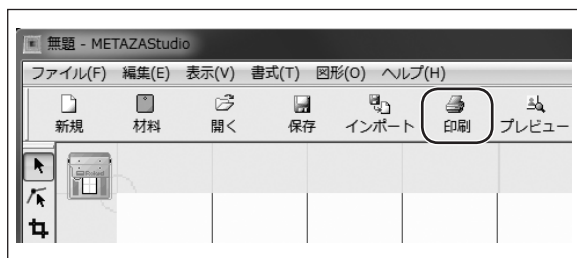 無題 - METAZAStudio
ファイル(F) 編集(E) 表示(V) 書式(T) 図形(O) ヘルプ(H)
新規 材料 開く 保存 インポート 印刷 プレビュー
Roland